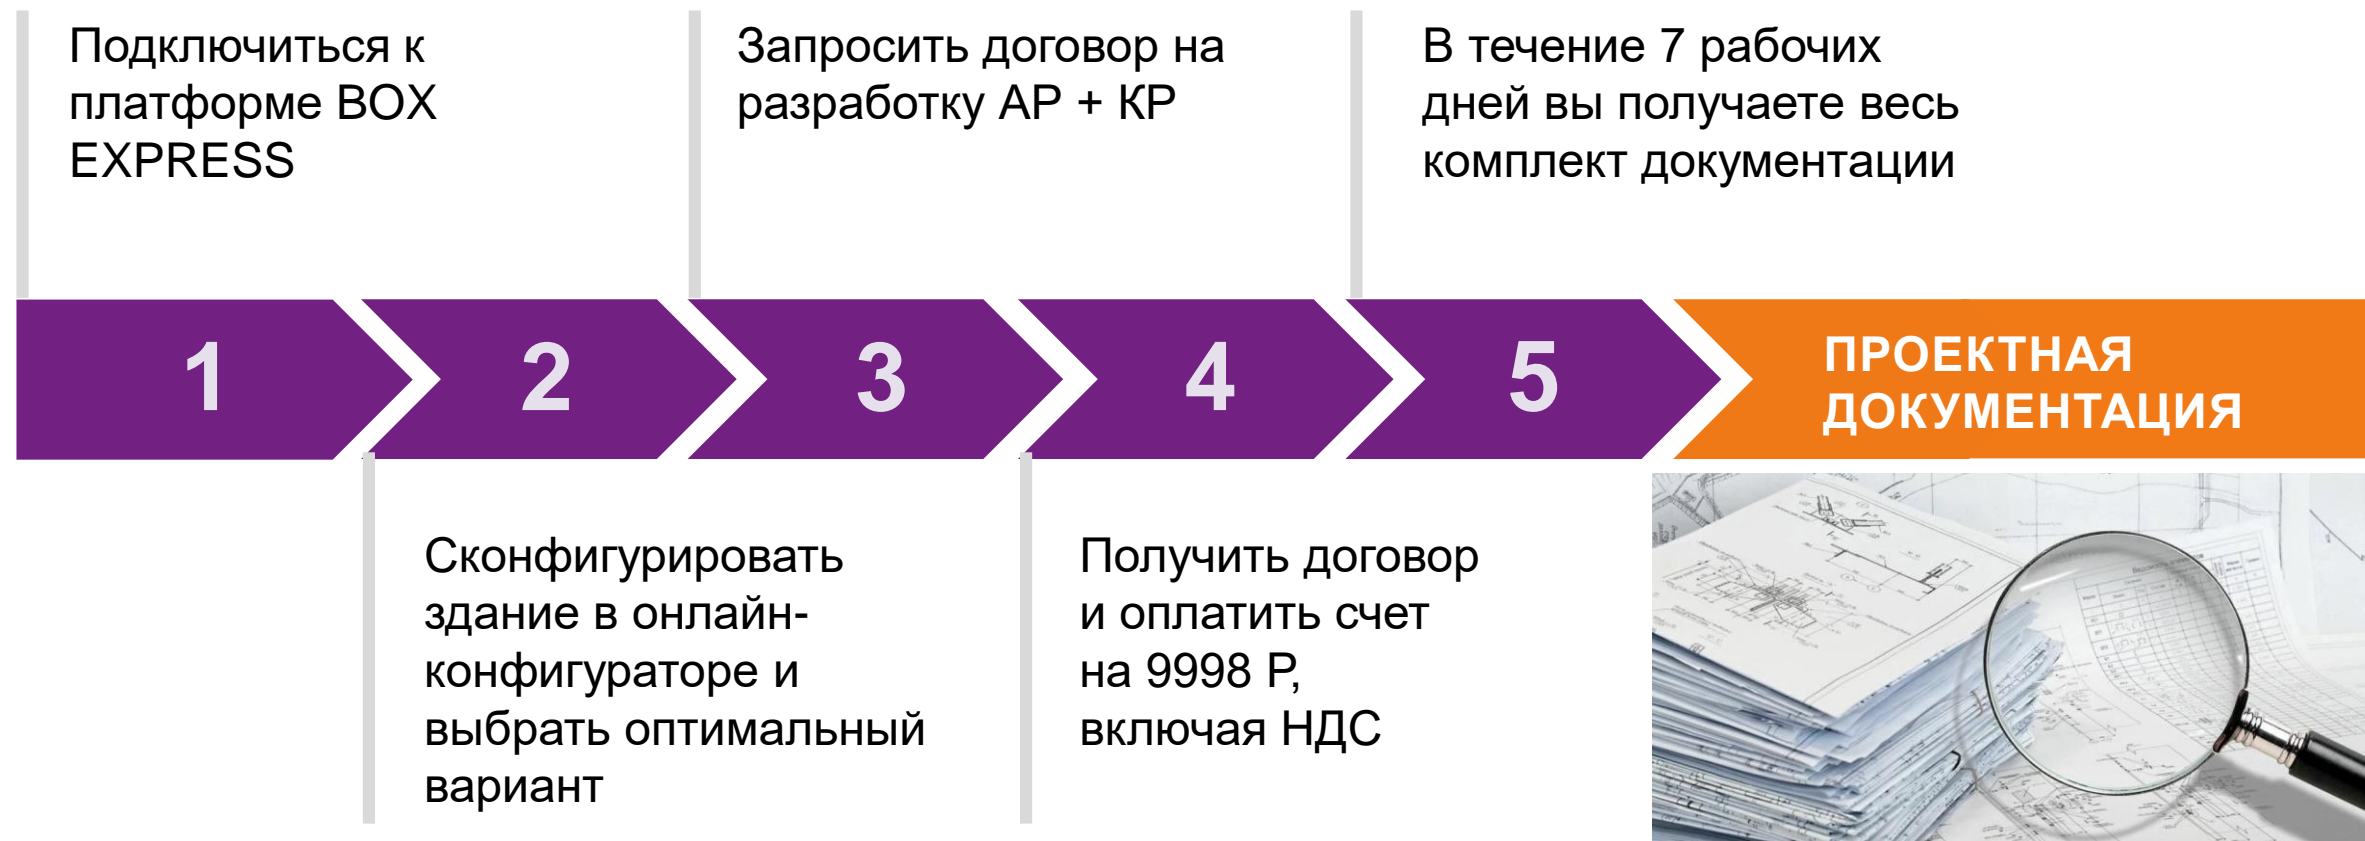 Подключиться к
платформе BOX
EXPRESS
Запросить договор на
разработку АР + КР
В течение 7 рабочих
дней вы получаете весь
комплект документации
1
2
3
4
5
ПРОЕКТНАЯ
ДОКУМЕНТАЦИЯ
Сконфигурировать
здание в онлайн-
конфигураторе и
выбрать оптимальный
вариант
Получить договор
и оплатить счет
на 9998 Р,
включая НДС